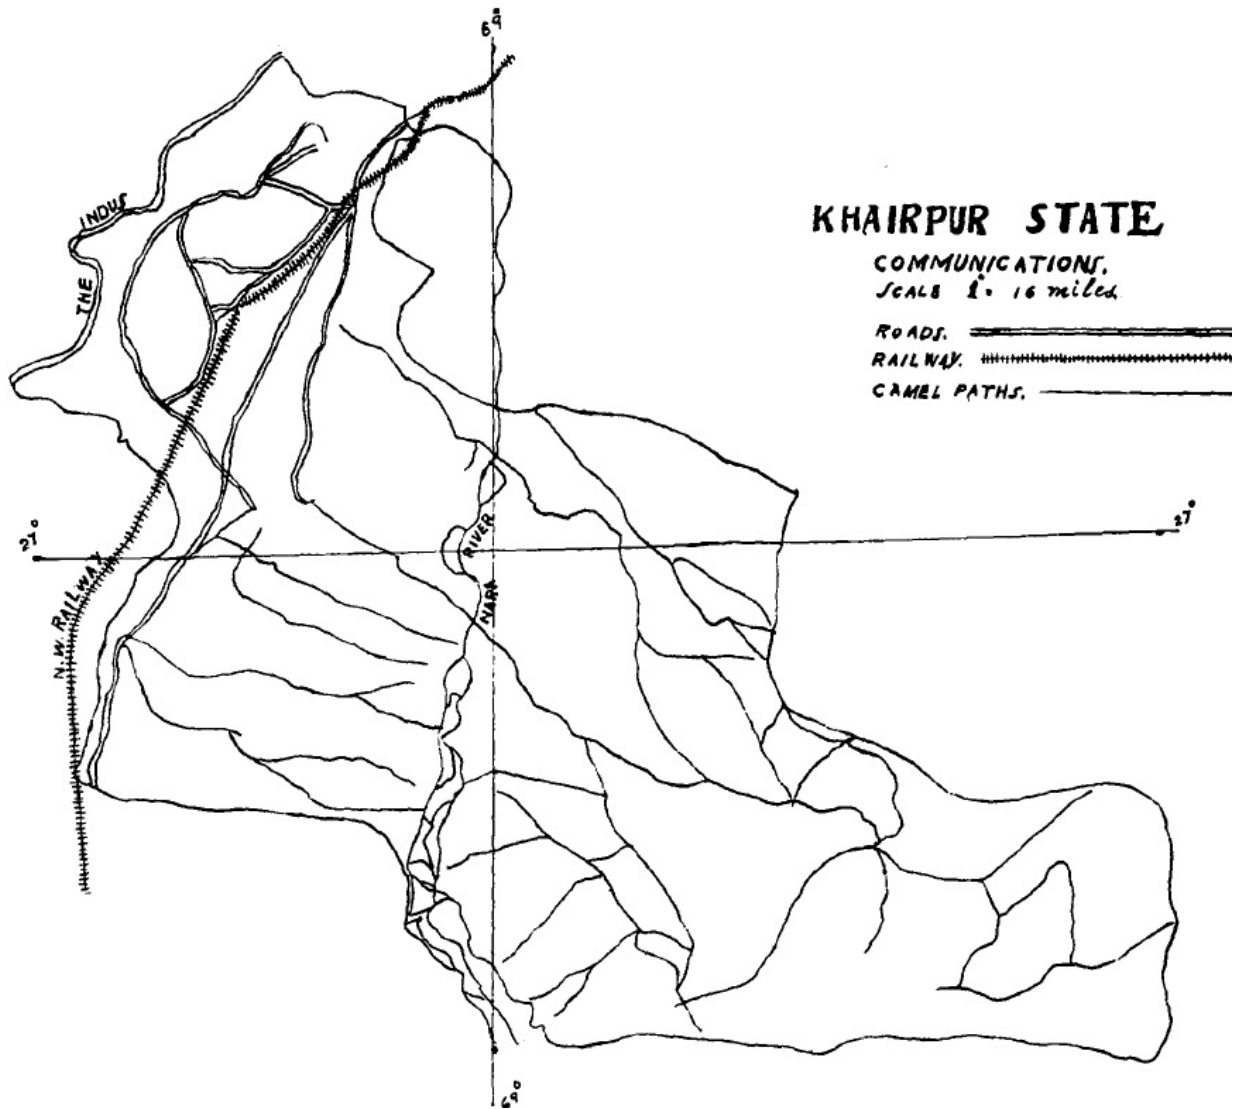 69°
KHAIRPUR STATE
COMMUNICATIONS.
SCALE 1"= 16 miles
ROADS.
RAILWAY.
CAMEL PATHS.
THE INDUS
27°
27°
RIVER
NARA
N.W. RAILWAY
69°